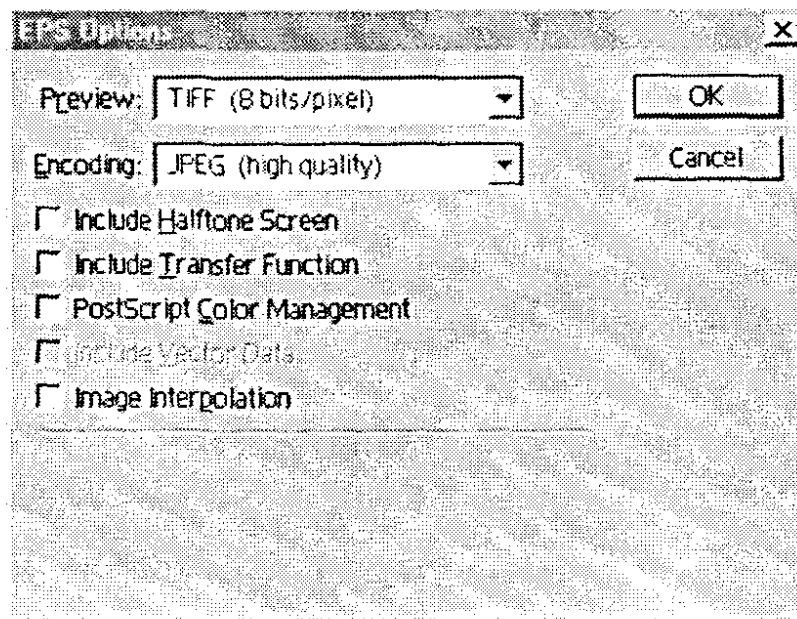 EPS Options
Preview: TIFF (8 bits/pixel)
OK
Encoding: JPEG (high quality)
Cancel
Include Halftone Screen
Include Transfer Function
PostScript Color Management
Include Vector Data
Image Interpolation